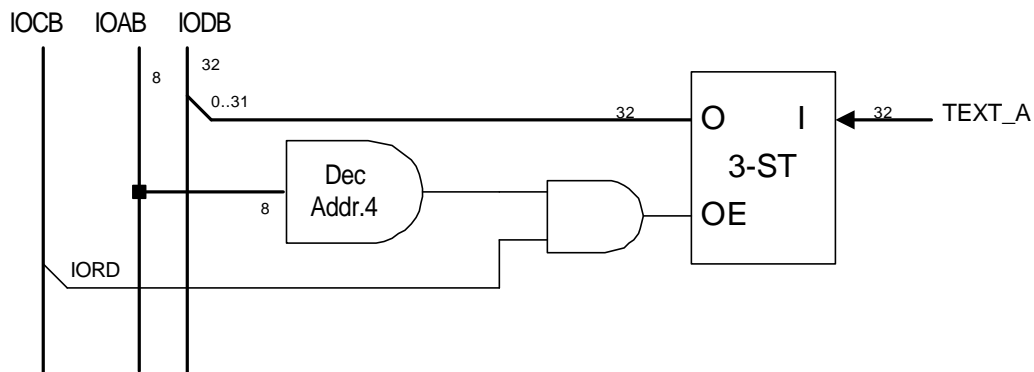 IOCB IOAB IODB
8
32
0..31
32
O I
32
TEXT_A
3-ST
Dec
Addr.4
8
OE
IORD